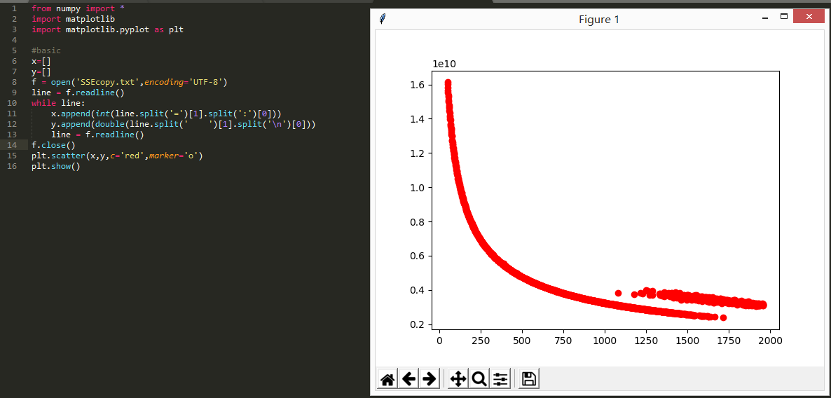 1 from numpy import *
2 import matplotlib
3 import matplotlib.pyplot as plt
4
5 #basic
6 x=[]
7 y=[]
8 f = open('SSEcopy.txt',encoding='UTF-8')
9 line = f.readline()
10 while line:
11 x.append(int(line.split('=')[1].split(':')[0]))
12 y.append(double(line.split('    ')[1].split('\n')[0]))
13 line = f.readline()
14 f.close()
15 plt.scatter(x,y,c='red',marker='o')
16 plt.show()
Figure 1
1e10
1.6
1.4
1.2
1.0
0.8
0.6
0.4
0.2
0 250 500 750 1000 1250 1500 1750 2000